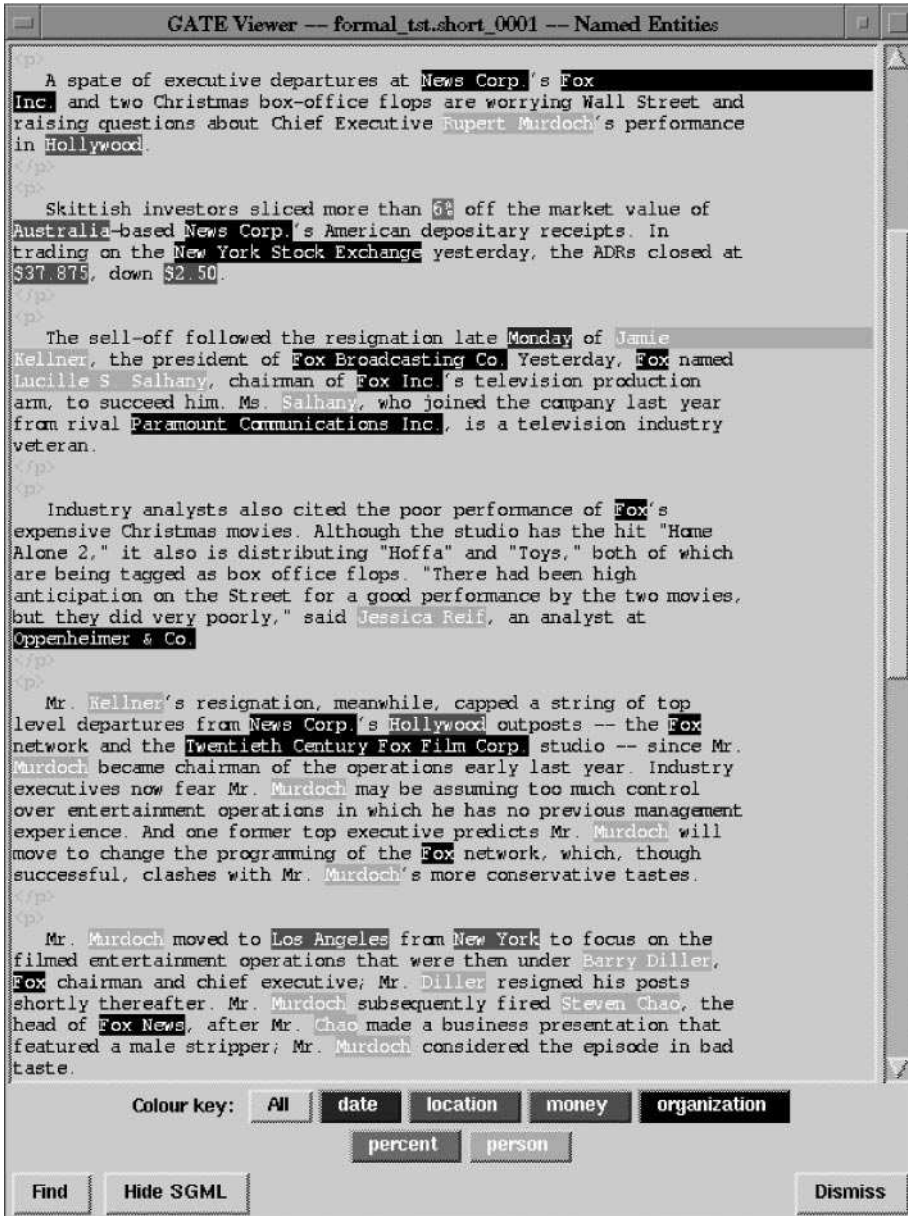 GATE Viewer -- formal_tst.short_0001 -- Named Entities
<p>
A spate of executive departures at News Corp.'s Fox
Inc. and two Christmas box-office flops are worrying Wall Street and
raising questions about Chief Executive Rupert Murdoch's performance
in Hollywood.
</p>
<p>
Skittish investors sliced more than 6% off the market value of
Australia-based News Corp.'s American depositary receipts. In
trading on the New York Stock Exchange yesterday, the ADRs closed at
$37.875, down $2.50.
</p>
<p>
The sell-off followed the resignation late Monday of Jamie
Kellner, the president of Fox Broadcasting Co. Yesterday, Fox named
Lucille S. Salhany, chairman of Fox Inc.'s television production
arm, to succeed him. Ms. Salhany, who joined the company last year
from rival Paramount Communications Inc., is a television industry
veteran.
</p>
<p>
Industry analysts also cited the poor performance of Fox's
expensive Christmas movies. Although the studio has the hit "Home
Alone 2," it also is distributing "Hoffa" and "Toys," both of which
are being tagged as box office flops. "There had been high
anticipation on the Street for a good performance by the two movies,
but they did very poorly," said Jessica Reif, an analyst at
Oppenheimer & Co.
</p>
<p>
Mr. Kellner's resignation, meanwhile, capped a string of top
level departures from News Corp.'s Hollywood outposts -- the Fox
network and the Twentieth Century Fox Film Corp. studio -- since Mr.
Murdoch became chairman of the operations early last year. Industry
executives now fear Mr. Murdoch may be assuming too much control
over entertainment operations in which he has no previous management
experience. And one former top executive predicts Mr. Murdoch will
move to change the programming of the Fox network, which, though
successful, clashes with Mr. Murdoch's more conservative tastes.
</p>
<p>
Mr. Murdoch moved to Los Angeles from New York to focus on the
filmed entertainment operations that were then under Barry Diller,
Fox chairman and chief executive; Mr. Diller resigned his posts
shortly thereafter. Mr. Murdoch subsequently fired Steven Chao, the
head of Fox News, after Mr. Chao made a business presentation that
featured a male stripper; Mr. Murdoch considered the episode in bad
taste.
Colour key: All date location money organization
percent person
Find Hide SGML Dismiss